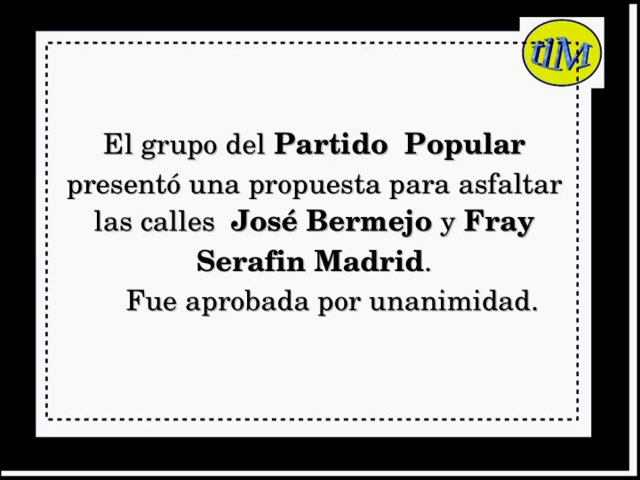 tlM
El grupo del Partido Popular
presentó una propuesta para asfaltar
las calles José Bermejo y Fray
Serafin Madrid.
Fue aprobada por unanimidad.